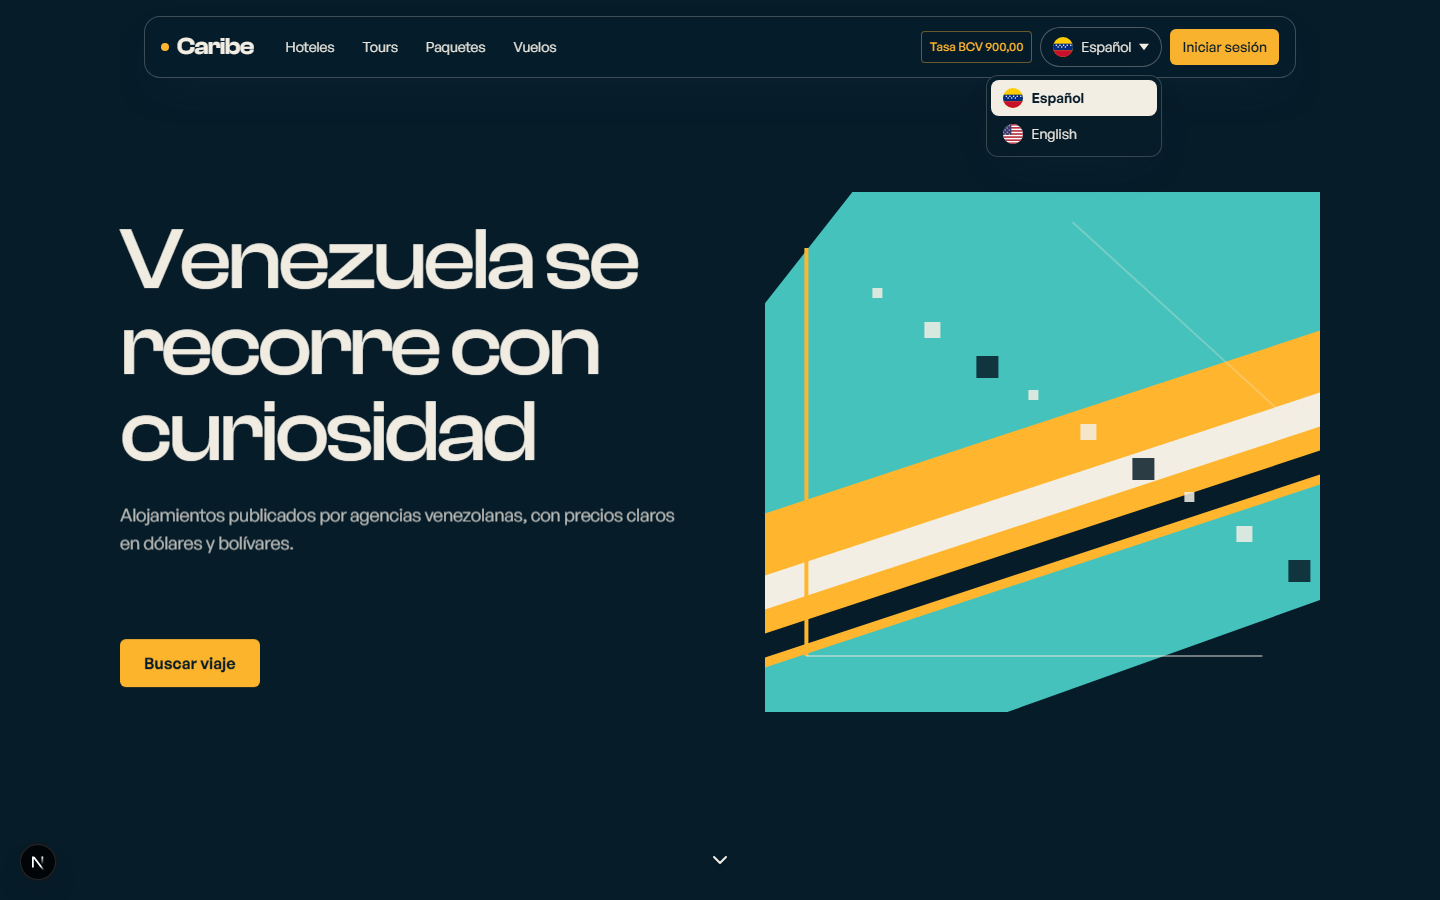 Caribe
Hoteles
Tours
Paquetes
Vuelos
Tasa BCV 900,00
Español
Iniciar sesión
Español
English
Venezuela se
recorre con
curiosidad
Alojamientos publicados por agencias venezolanas, con precios claros
en dólares y bolívares.
Buscar viaje
N